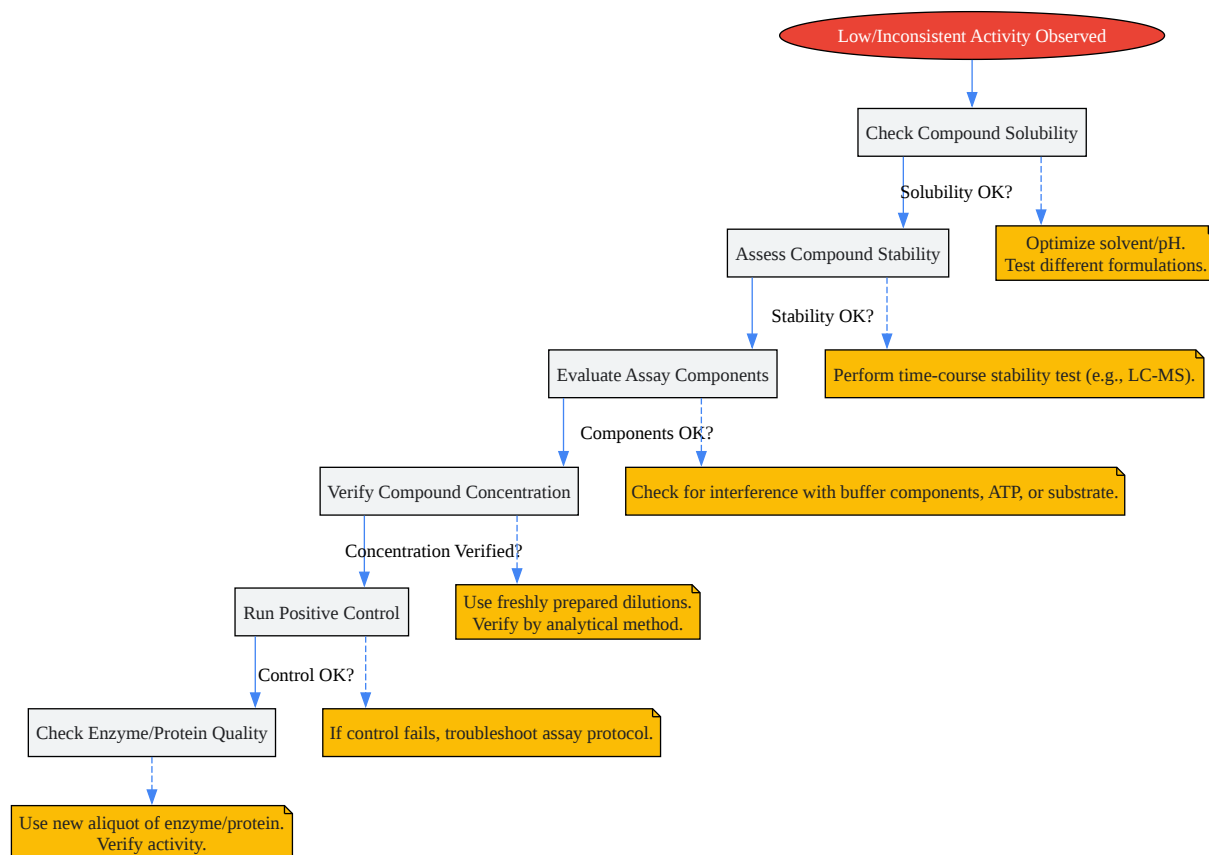 Low/Inconsistent Activity Observed
Check Compound Solubility
Solubility OK?
Assess Compound Stability
Optimize solvent/pH.
Test different formulations.
Stability OK?
Evaluate Assay Components
Perform time-course stability test (e.g., LC-MS).
Components OK?
Verify Compound Concentration
Check for interference with buffer components, ATP, or substrate.
Concentration Verified?
Run Positive Control
Use freshly prepared dilutions.
Verify by analytical method.
Control OK?
Check Enzyme/Protein Quality
If control fails, troubleshoot assay protocol.
Use new aliquot of enzyme/protein.
Verify activity.